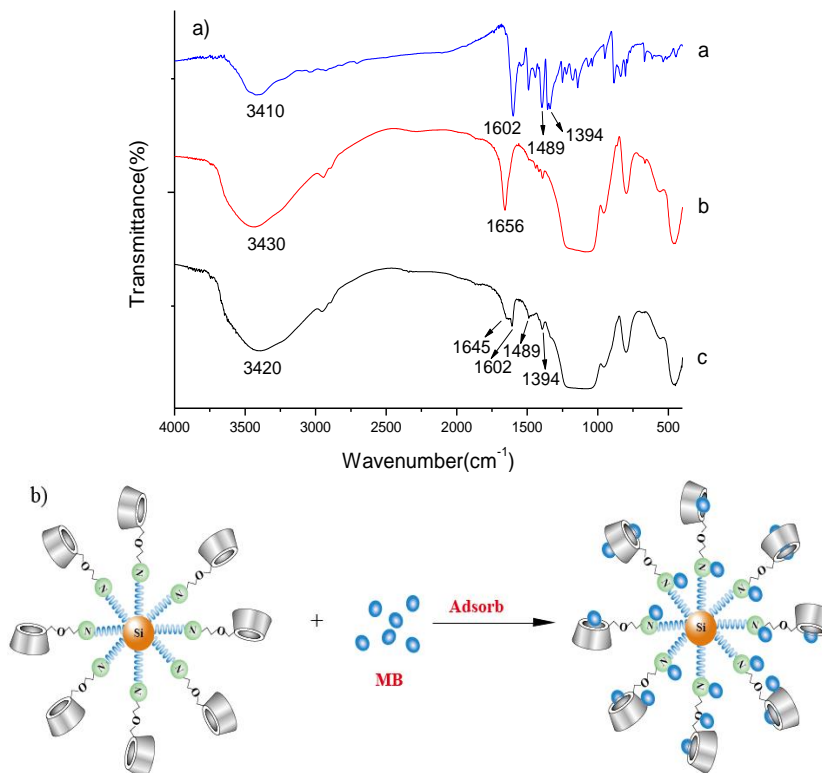 a)
a
3410
1602
1489
1394
b
3430
1656
c
3420
1645
1602
1489
1394
Transmittance(%)
4000 3500 3000 2500 2000 1500 1000 500
Wavenumber(cm⁻¹)
b)
O O O O O O O O
N N N N N N N N
Si
+
MB
Adsorb
O O O O O O O O
N N N N N N N N
Si